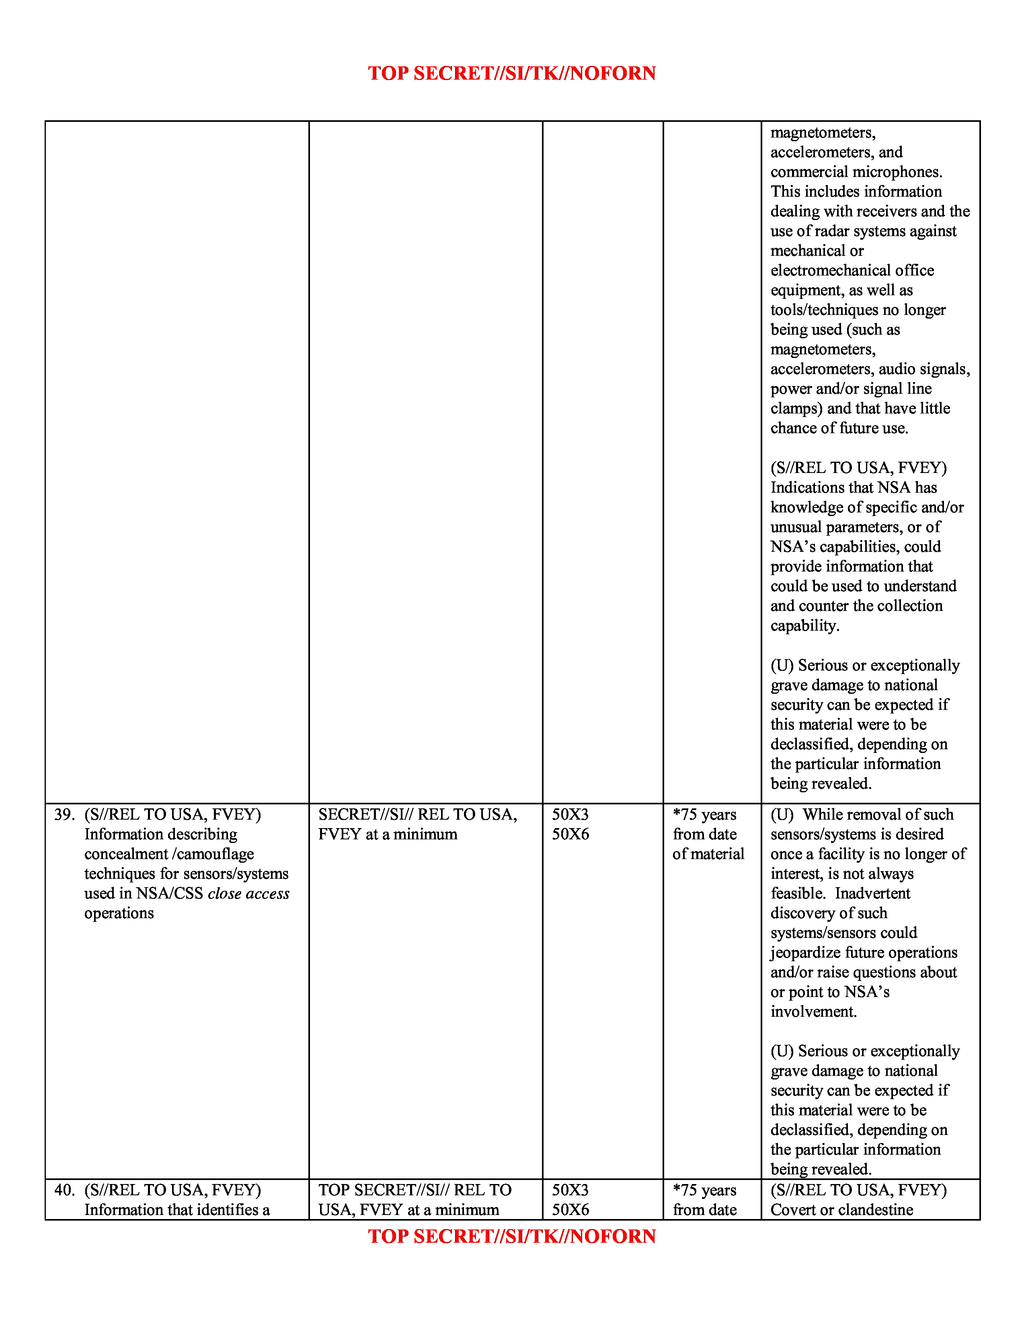 TOP SECRET//SI/TK//NOFORN
magnetometers,
accelerometers, and
commercial microphones.
This includes information
dealing with receivers and the
use of radar systems against
mechanical or
electromechanical office
equipment, as well as
tools/techniques no longer
being used (such as
magnetometers,
accelerometers, audio signals,
power and/or signal line
clamps) and that have little
chance of future use.
(S//REL TO USA, FVEY)
Indications that NSA has
knowledge of specific and/or
unusual parameters, or of
NSA’s capabilities, could
provide information that
could be used to understand
and counter the collection
capability.
(U) Serious or exceptionally
grave damage to national
security can be expected if
this material were to be
declassified, depending on
the particular information
being revealed.
39. (S//REL TO USA, FVEY)
Information describing
concealment /camouflage
techniques for sensors/systems
used in NSA/CSS close access
operations
SECRET//SI// REL TO USA,
FVEY at a minimum
50X3
50X6
*75 years
from date
of material
(U) While removal of such
sensors/systems is desired
once a facility is no longer of
interest, is not always
feasible. Inadvertent
discovery of such
systems/sensors could
jeopardize future operations
and/or raise questions about
or point to NSA’s
involvement.
(U) Serious or exceptionally
grave damage to national
security can be expected if
this material were to be
declassified, depending on
the particular information
being revealed.
40. (S//REL TO USA, FVEY)
Information that identifies a
TOP SECRET//SI// REL TO
USA, FVEY at a minimum
50X3
50X6
*75 years
from date
(S//REL TO USA, FVEY)
Covert or clandestine
TOP SECRET//SI/TK//NOFORN